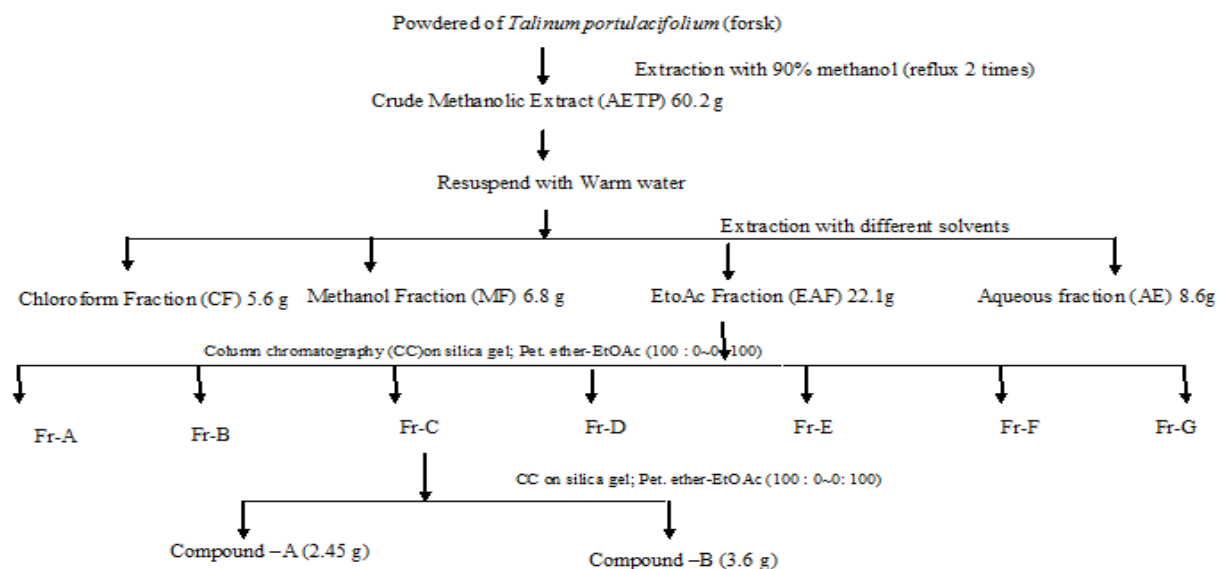 Powdered of Talinum portulacifolium (forsk)
Extraction with 90% methanol (reflux 2 times)
Crude Methanolic Extract (AETP) 60.2 g
Resuspend with Warm water
Extraction with different solvents
Chloroform Fraction (CF) 5.6 g
Methanol Fraction (MF) 6.8 g
EtoAc Fraction (EAF) 22.1g
Aqueous fraction (AE) 8.6g
Column chromatography (CC)on silica gel; Pet. ether-EtOAc (100 : 0~0: 100)
Fr-A
Fr-B
Fr-C
Fr-D
Fr-E
Fr-F
Fr-G
CC on silica gel; Pet. ether-EtOAc (100 : 0~0: 100)
Compound –A (2.45 g)
Compound –B (3.6 g)